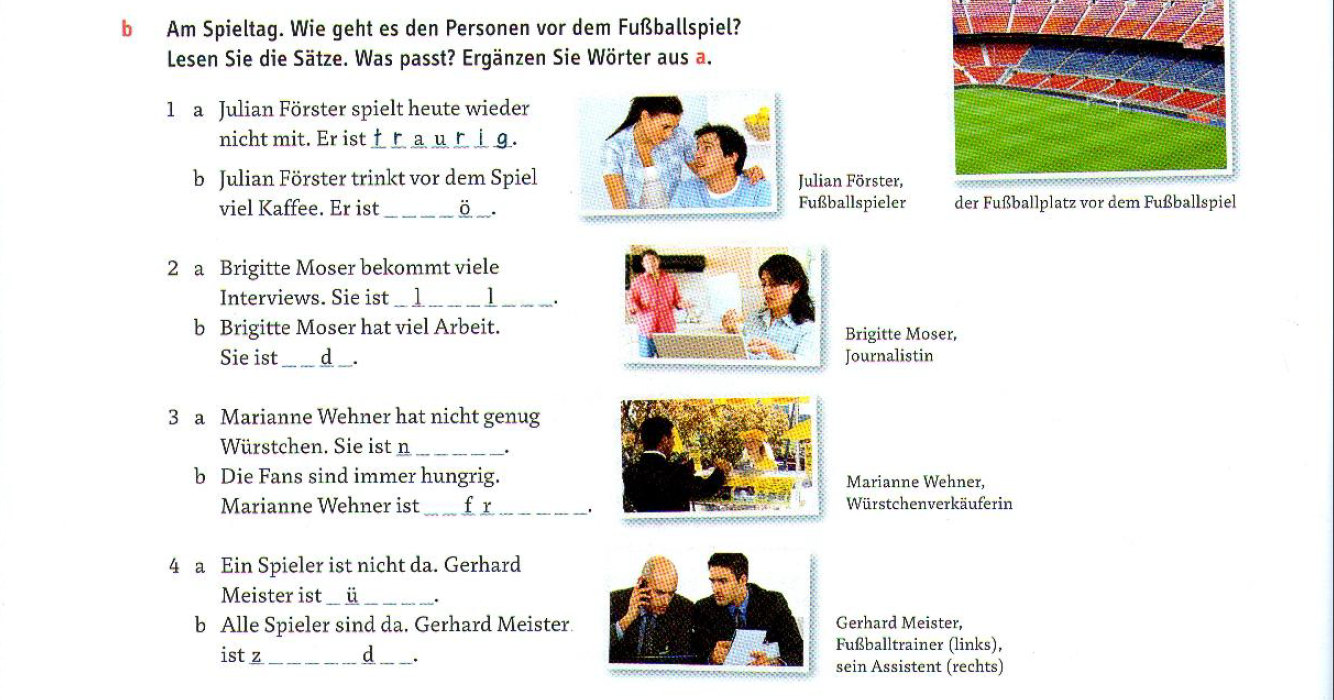 b Am Spieltag. Wie geht es den Personen vor dem Fußballspiel?
Lesen Sie die Sätze. Was passt? Ergänzen Sie Wörter aus a.
1 a Julian Förster spielt heute wieder
nicht mit. Er ist t r a u r i g .
b Julian Förster trinkt vor dem Spiel
viel Kaffee. Er ist _ _ _ _ ö _ .
Julian Förster,
Fußballspieler
der Fußballplatz vor dem Fußballspiel
2 a Brigitte Moser bekommt viele
Interviews. Sie ist _ l _ _ _ l _ _ _ .
b Brigitte Moser hat viel Arbeit.
Sie ist _ _ d _ .
Brigitte Moser,
Journalistin
3 a Marianne Wehner hat nicht genug
Würstchen. Sie ist n _ _ _ _ _ .
b Die Fans sind immer hungrig.
Marianne Wehner ist _ _ f r _ _ _ _ _ .
Marianne Wehner,
Würstchenverkäuferin
4 a Ein Spieler ist nicht da. Gerhard
Meister ist _ ü _ _ _ _ .
b Alle Spieler sind da. Gerhard Meister
ist z _ _ _ _ _ d _ _ .
Gerhard Meister,
Fußballtrainer (links),
sein Assistent (rechts)